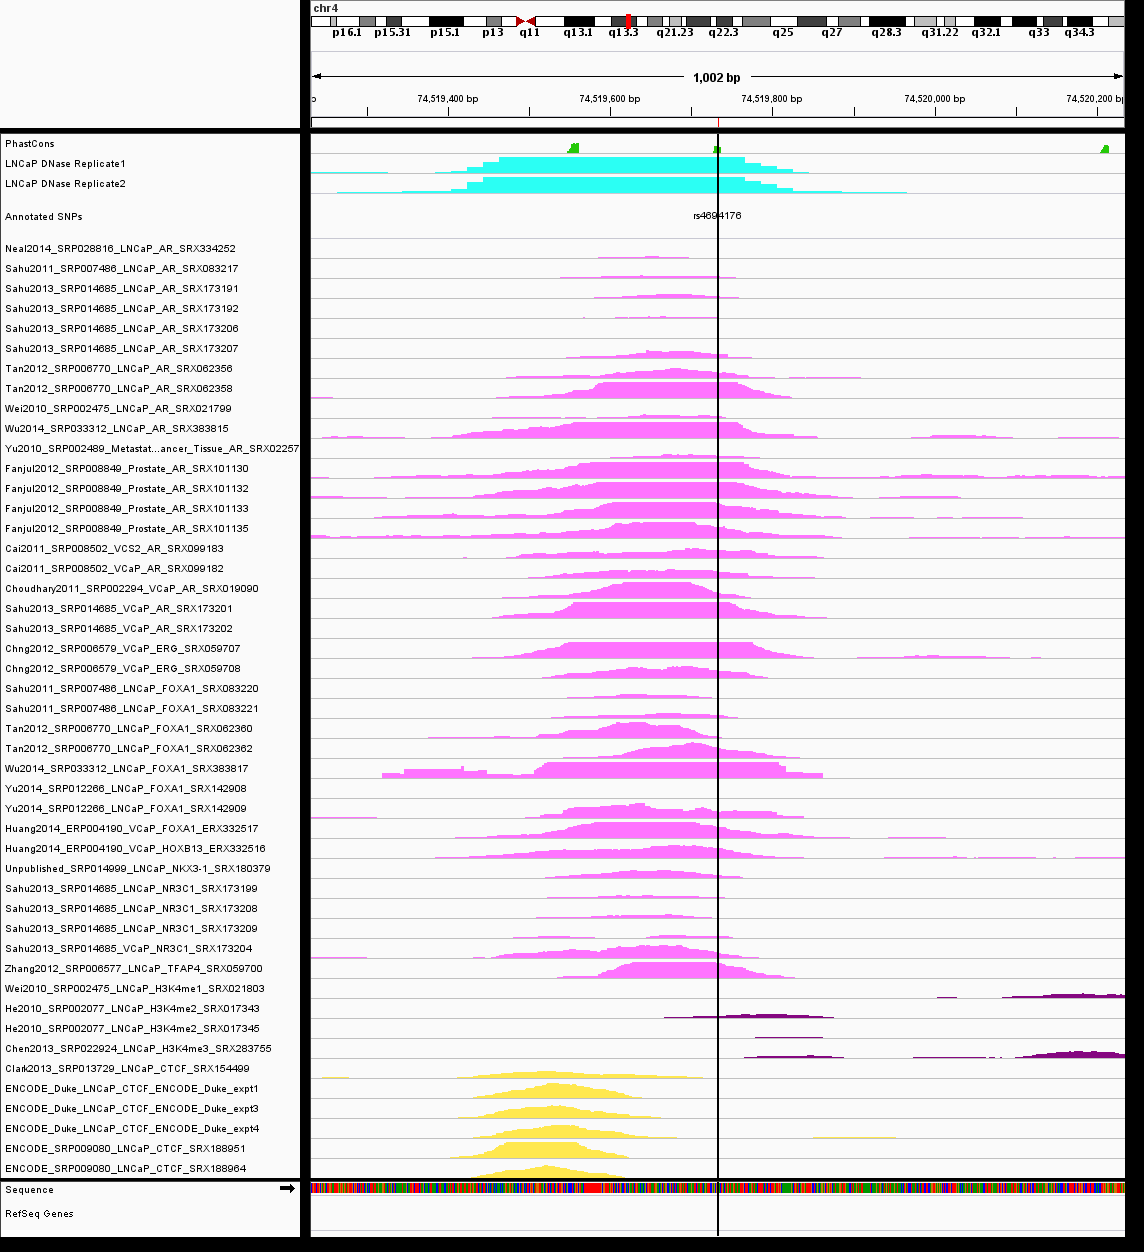 chr4
p16.1 p15.31 p15.1 p13 q11 q13.1 q13.3 q21.23 q22.3 q25 q27 q28.3 q31.22 q32.1 q33 q34.3
1,002 bp
74,519,400 bp 74,519,600 bp 74,519,800 bp 74,520,000 bp 74,520,200 bp
PhastCons
LNCaP DNase Replicate1
LNCaP DNase Replicate2
Annotated SNPs rs4694176
Neal2014_SRP028816_LNCaP_AR_SRX334252
Sahu2011_SRP007486_LNCaP_AR_SRX083217
Sahu2013_SRP014685_LNCaP_AR_SRX173191
Sahu2013_SRP014685_LNCaP_AR_SRX173192
Sahu2013_SRP014685_LNCaP_AR_SRX173206
Sahu2013_SRP014685_LNCaP_AR_SRX173207
Tan2012_SRP006770_LNCaP_AR_SRX062356
Tan2012_SRP006770_LNCaP_AR_SRX062358
Wei2010_SRP002475_LNCaP_AR_SRX021799
Wu2014_SRP033312_LNCaP_AR_SRX383815
Yu2010_SRP002489_Metastat...ancer_Tissue_AR_SRX02257
Fanjul2012_SRP008849_Prostate_AR_SRX101130
Fanjul2012_SRP008849_Prostate_AR_SRX101132
Fanjul2012_SRP008849_Prostate_AR_SRX101133
Fanjul2012_SRP008849_Prostate_AR_SRX101135
Cai2011_SRP008502_VCS2_AR_SRX099183
Cai2011_SRP008502_VCaP_AR_SRX099182
Choudhary2011_SRP002294_VCaP_AR_SRX019090
Sahu2013_SRP014685_VCaP_AR_SRX173201
Sahu2013_SRP014685_VCaP_AR_SRX173202
Chng2012_SRP006579_VCaP_ERG_SRX059707
Chng2012_SRP006579_VCaP_ERG_SRX059708
Sahu2011_SRP007486_LNCaP_FOXA1_SRX083220
Sahu2011_SRP007486_LNCaP_FOXA1_SRX083221
Tan2012_SRP006770_LNCaP_FOXA1_SRX062360
Tan2012_SRP006770_LNCaP_FOXA1_SRX062362
Wu2014_SRP033312_LNCaP_FOXA1_SRX383817
Yu2014_SRP012266_LNCaP_FOXA1_SRX142908
Yu2014_SRP012266_LNCaP_FOXA1_SRX142909
Huang2014_ERP004190_VCaP_FOXA1_ERX332517
Huang2014_ERP004190_VCaP_HOXB13_ERX332516
Unpublished_SRP014999_LNCaP_NKX3-1_SRX180379
Sahu2013_SRP014685_LNCaP_NR3C1_SRX173199
Sahu2013_SRP014685_LNCaP_NR3C1_SRX173208
Sahu2013_SRP014685_LNCaP_NR3C1_SRX173209
Sahu2013_SRP014685_VCaP_NR3C1_SRX173204
Zhang2012_SRP006577_LNCaP_TFAP4_SRX059700
Wei2010_SRP002475_LNCaP_H3K4me1_SRX021803
He2010_SRP002077_LNCaP_H3K4me2_SRX017343
He2010_SRP002077_LNCaP_H3K4me2_SRX017345
Chen2013_SRP022924_LNCaP_H3K4me3_SRX283755
Clark2013_SRP013729_LNCaP_CTCF_SRX154499
ENCODE_Duke_LNCaP_CTCF_ENCODE_Duke_expt1
ENCODE_Duke_LNCaP_CTCF_ENCODE_Duke_expt3
ENCODE_Duke_LNCaP_CTCF_ENCODE_Duke_expt4
ENCODE_SRP009080_LNCaP_CTCF_SRX188951
ENCODE_SRP009080_LNCaP_CTCF_SRX188964
Sequence
RefSeq Genes